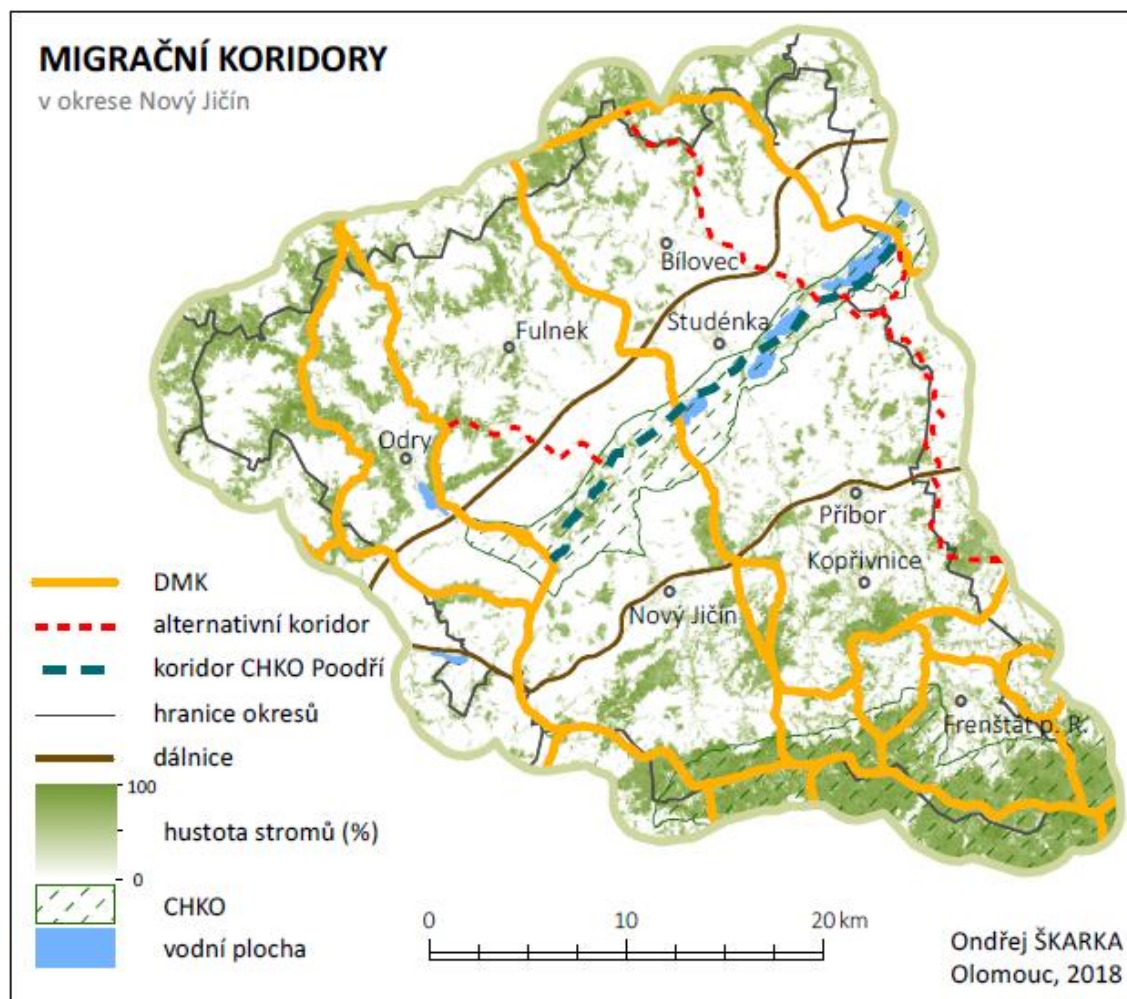 MIGRAČNÍ KORIDORY
v okrese Nový Jičín
Bílovec
Studénka
Fulnek
Odry
Příbor
Kopřivnice
Nový Jičín
Frenštát p. R.
DMK
alternativní koridor
koridor CHKO Poodří
hranice okresů
dálnice
100
hustota stromů (%)
0
CHKO
vodní plocha
0 10 20 km
Ondřej ŠKARKA
Olomouc, 2018